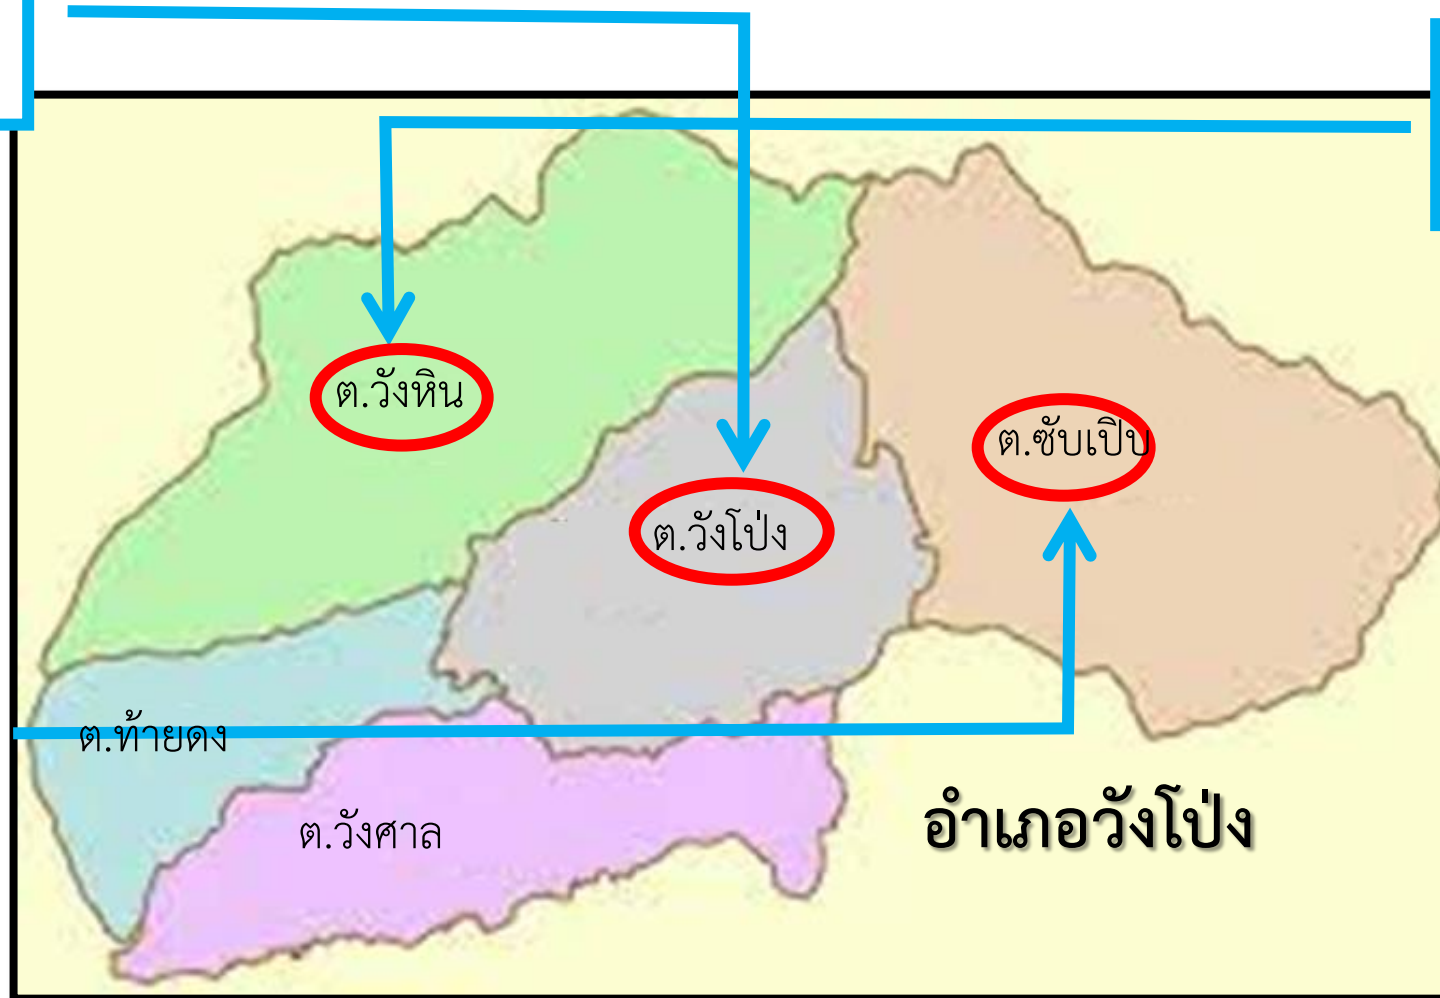 ต.วังหิน
ต.ซับเปิบ
ต.วังโป่ง
ต.ท้ายดง
ต.วังศาล
อำเภอวังโป่ง